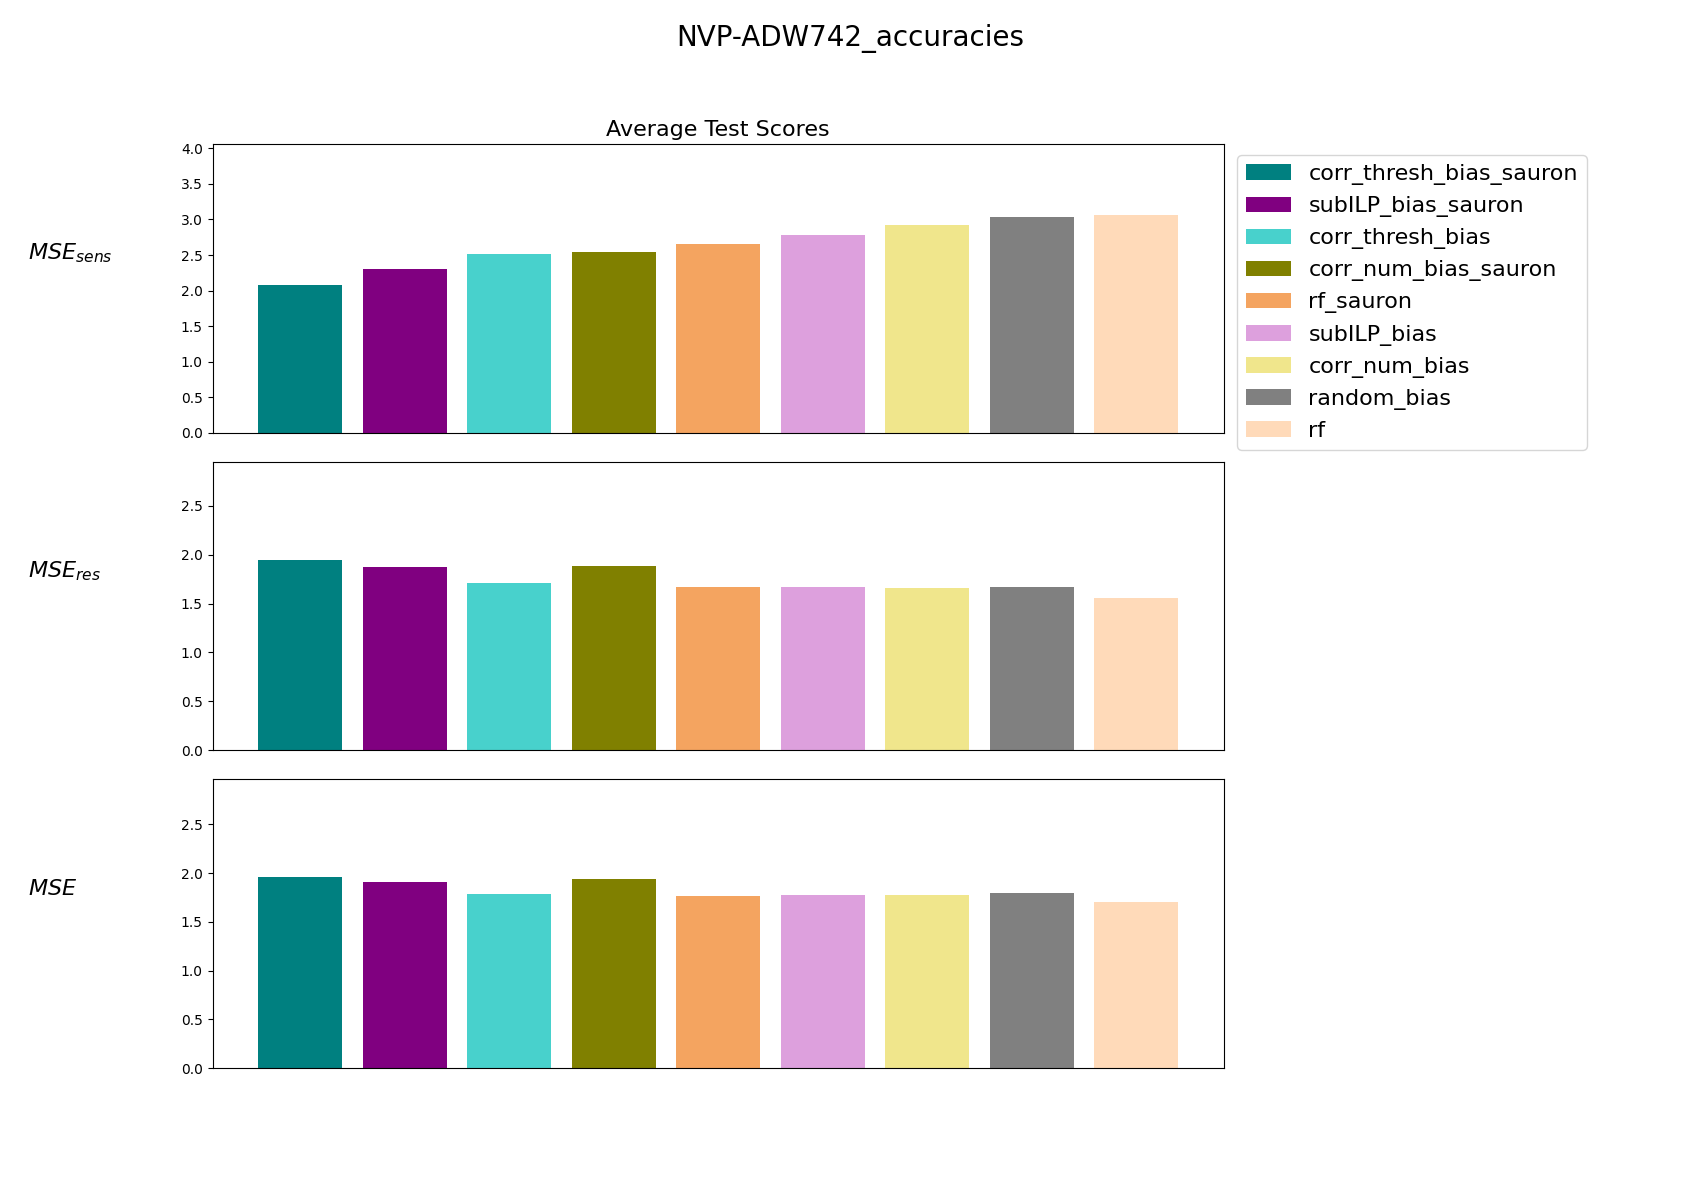 NVP-ADW742_accuracies
Average Test Scores
MSE_sens
4.0
3.5
3.0
2.5
2.0
1.5
1.0
0.5
0.0
corr_thresh_bias_sauron
subILP_bias_sauron
corr_thresh_bias
corr_num_bias_sauron
rf_sauron
subILP_bias
corr_num_bias
random_bias
rf
MSE_res
2.5
2.0
1.5
1.0
0.5
0.0
MSE
2.5
2.0
1.5
1.0
0.5
0.0